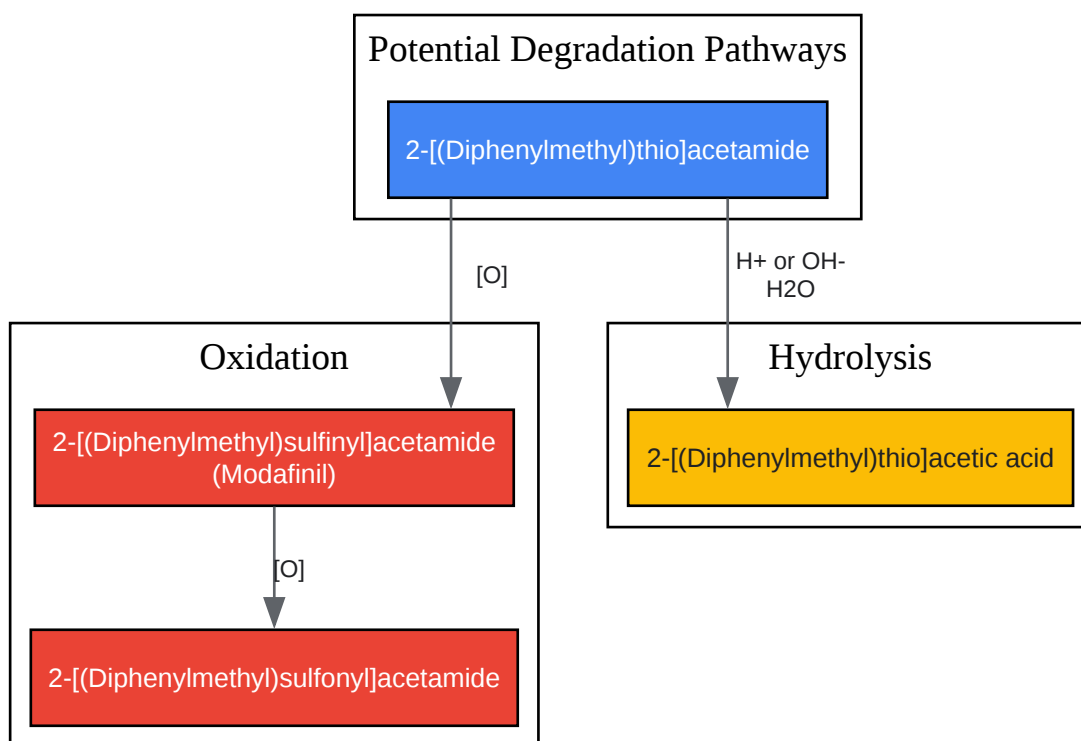 Potential Degradation Pathways
2-[(Diphenylmethyl)thio]acetamide
[O]
H+ or OH-
H2O
Oxidation
2-[(Diphenylmethyl)sulfinyl]acetamide
(Modafinil)
[O]
2-[(Diphenylmethyl)sulfonyl]acetamide
Hydrolysis
2-[(Diphenylmethyl)thio]acetic acid